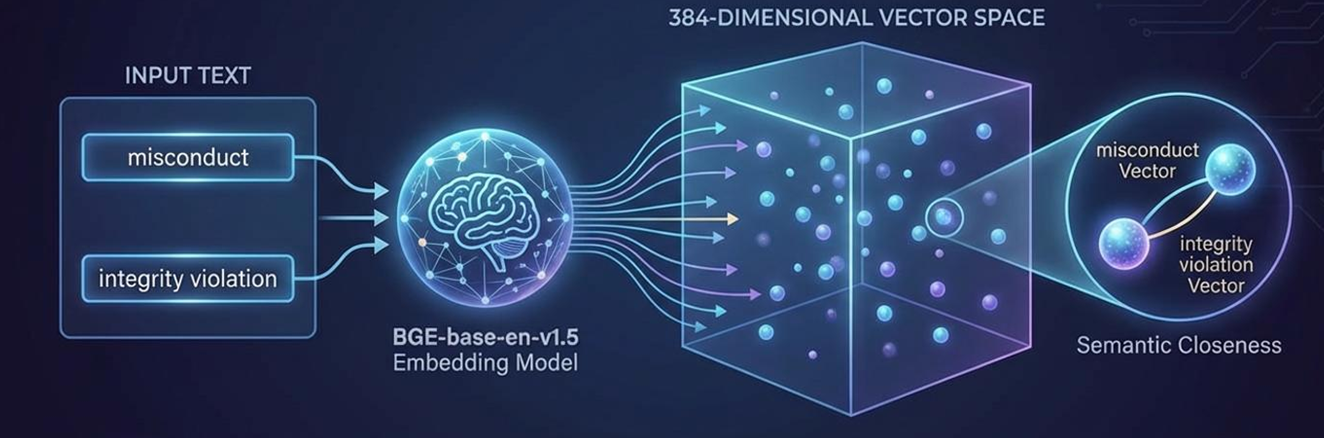 384-DIMENSIONAL VECTOR SPACE
INPUT TEXT
misconduct
integrity violation
BGE-base-en-v1.5
Embedding Model
misconduct
Vector
integrity
violation
Vector
Semantic Closeness